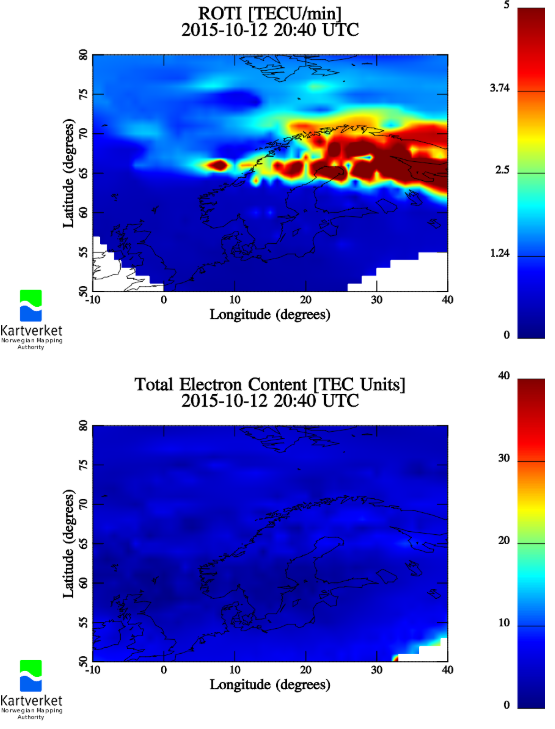 ROTI [TECU/min]
2015-10-12 20:40 UTC
80
75
70
65
60
55
50
Latitude (degrees)
-10
0
10
20
30
40
Longitude (degrees)
5
3.74
2.5
1.24
0
Kartverket
Norwegian Mapping
Authority
Total Electron Content [TEC Units]
2015-10-12 20:40 UTC
80
75
70
65
60
55
50
Latitude (degrees)
-10
0
10
20
30
40
Longitude (degrees)
40
30
20
10
0
Kartverket
Norwegian Mapping
Authority